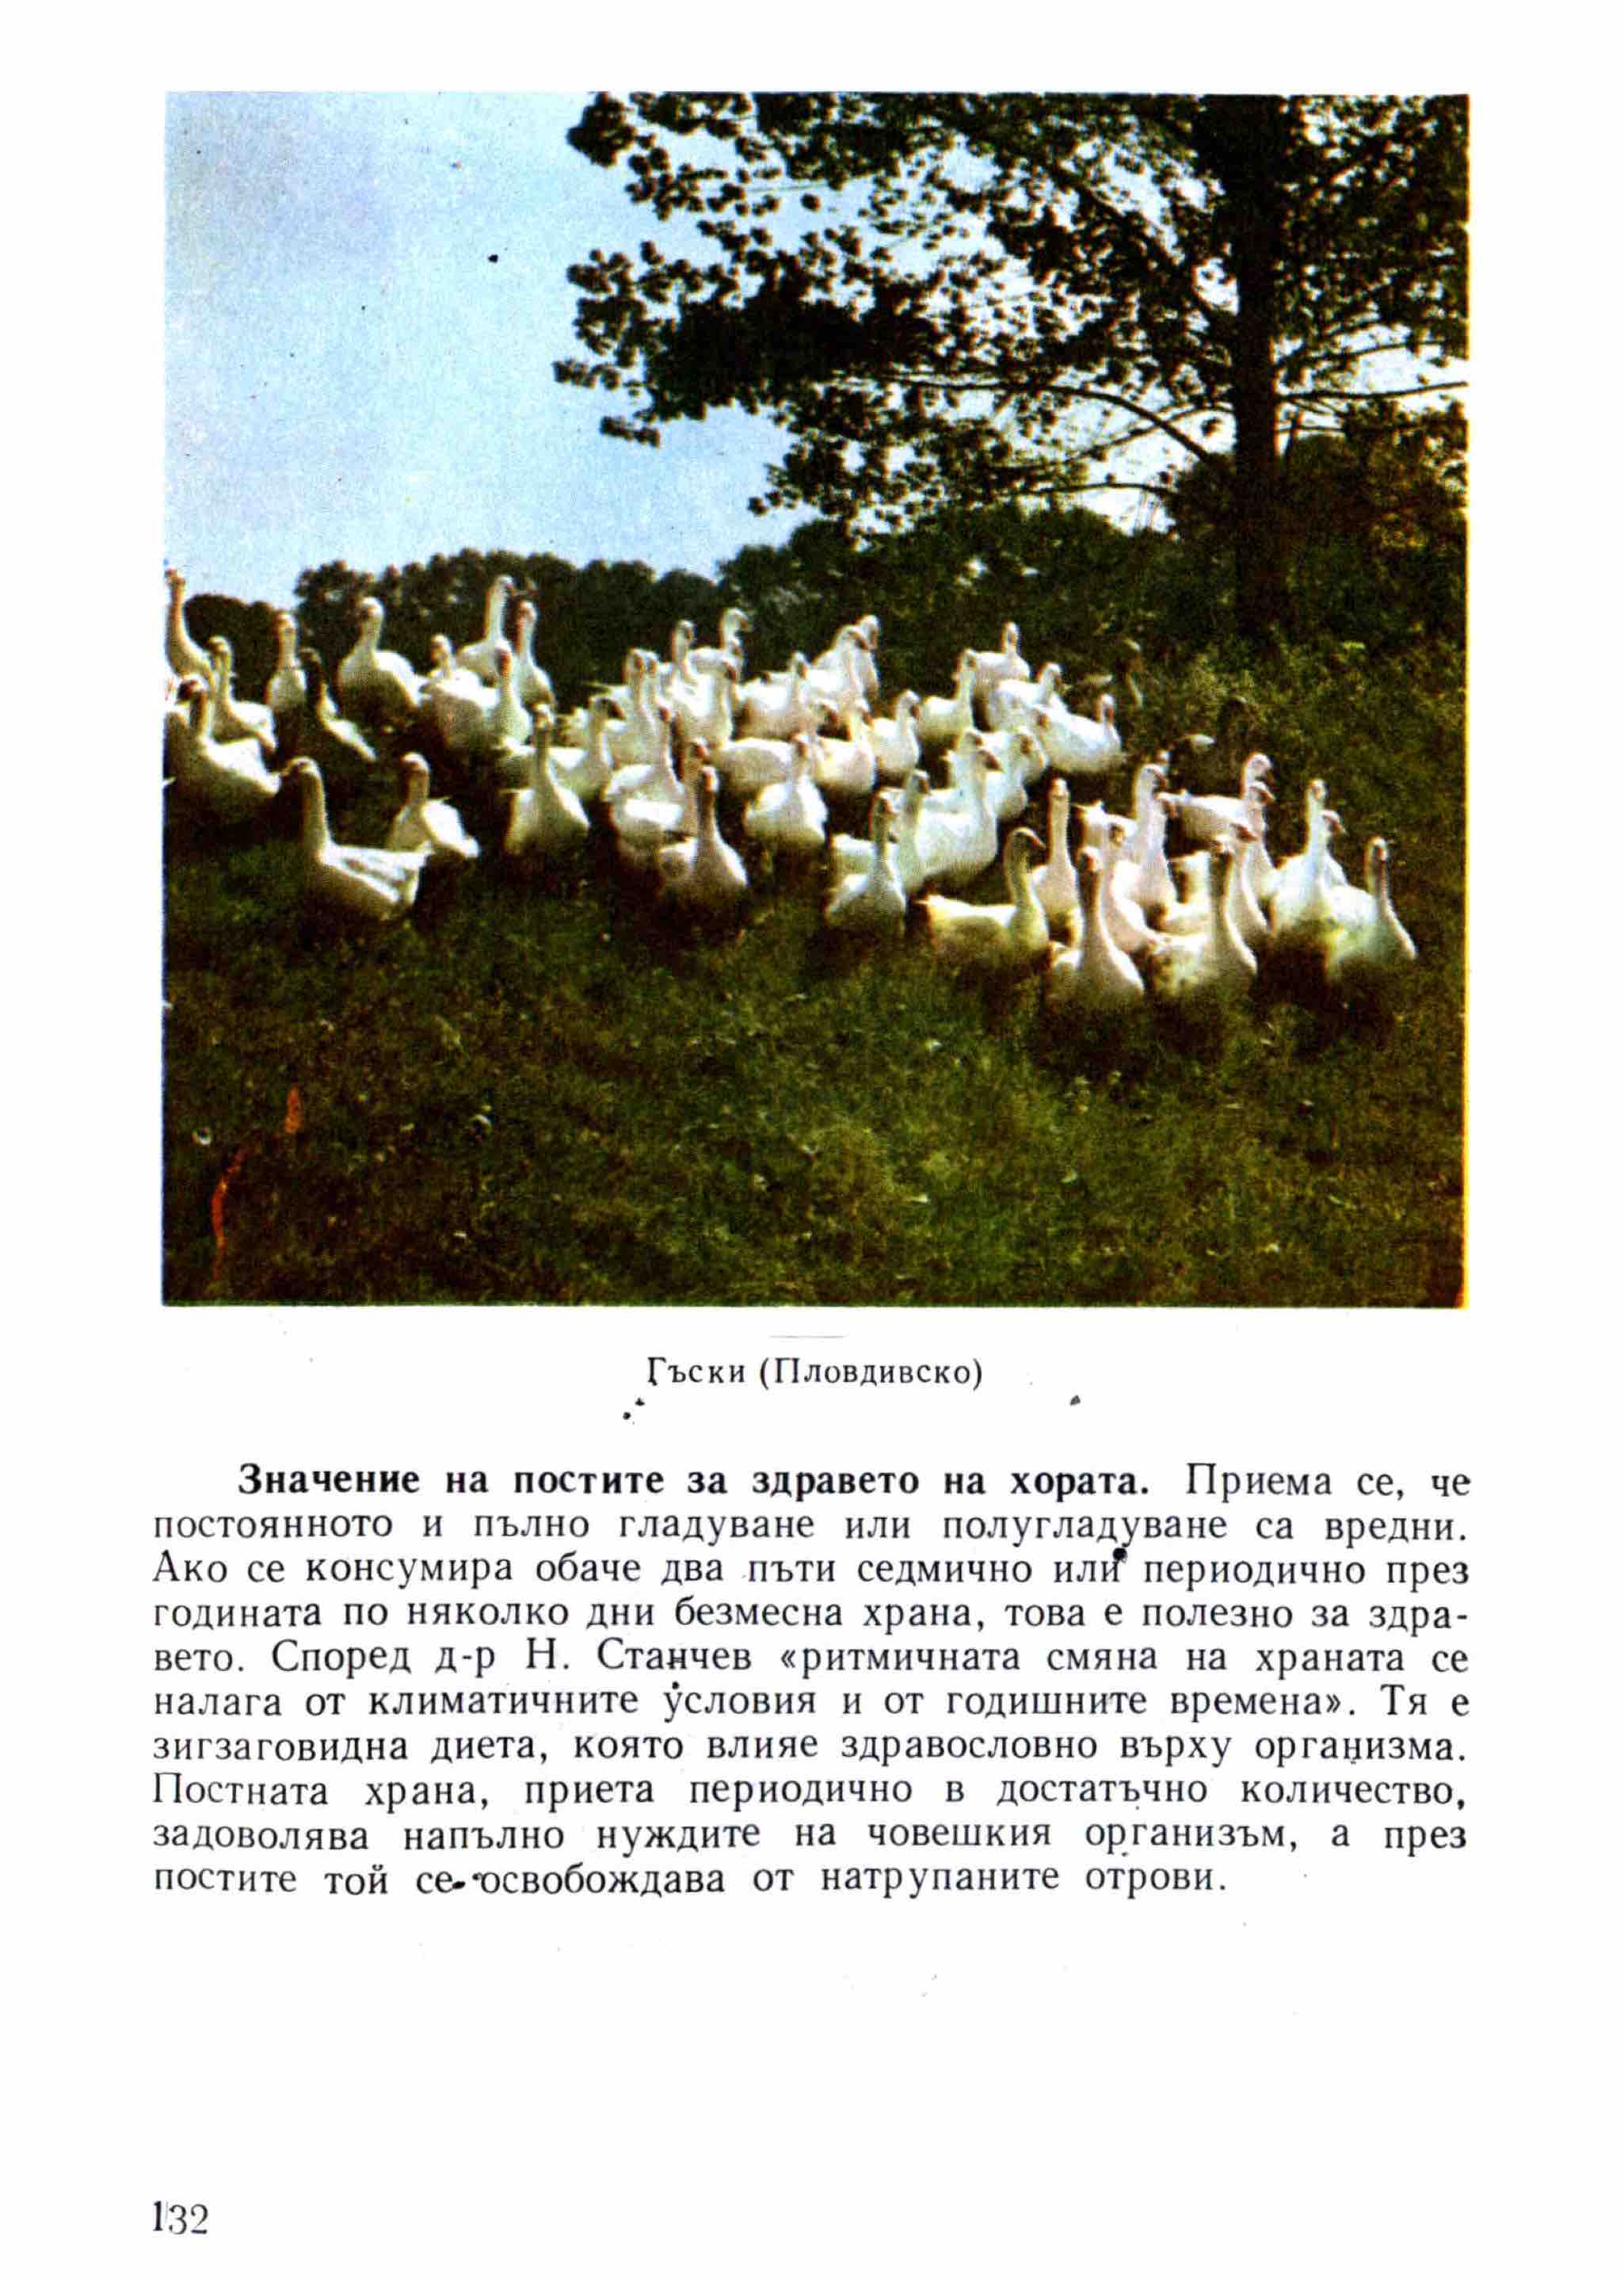 Гъски (Пловдивско)
Значение на постите за здравето на хората. Приема се, че
постоянното и пълно гладуване или полугладуване са вредни.
Ако се консумира обаче два пъти седмично или периодично през
годината по няколко дни безмесна храна, това е полезно за здра-
вето. Според д-р Н. Станчев «ритмичната смяна на храната се
налага от климатичните условия и от годишните времена». Тя е
зигзаговидна диета, която влияе здравословно върху организма.
Постната храна, приета периодично в достатъчно количество,
задоволява напълно нуждите на човешкия организъм, а през
постите той се освобождава от натрупаните отрови.
132